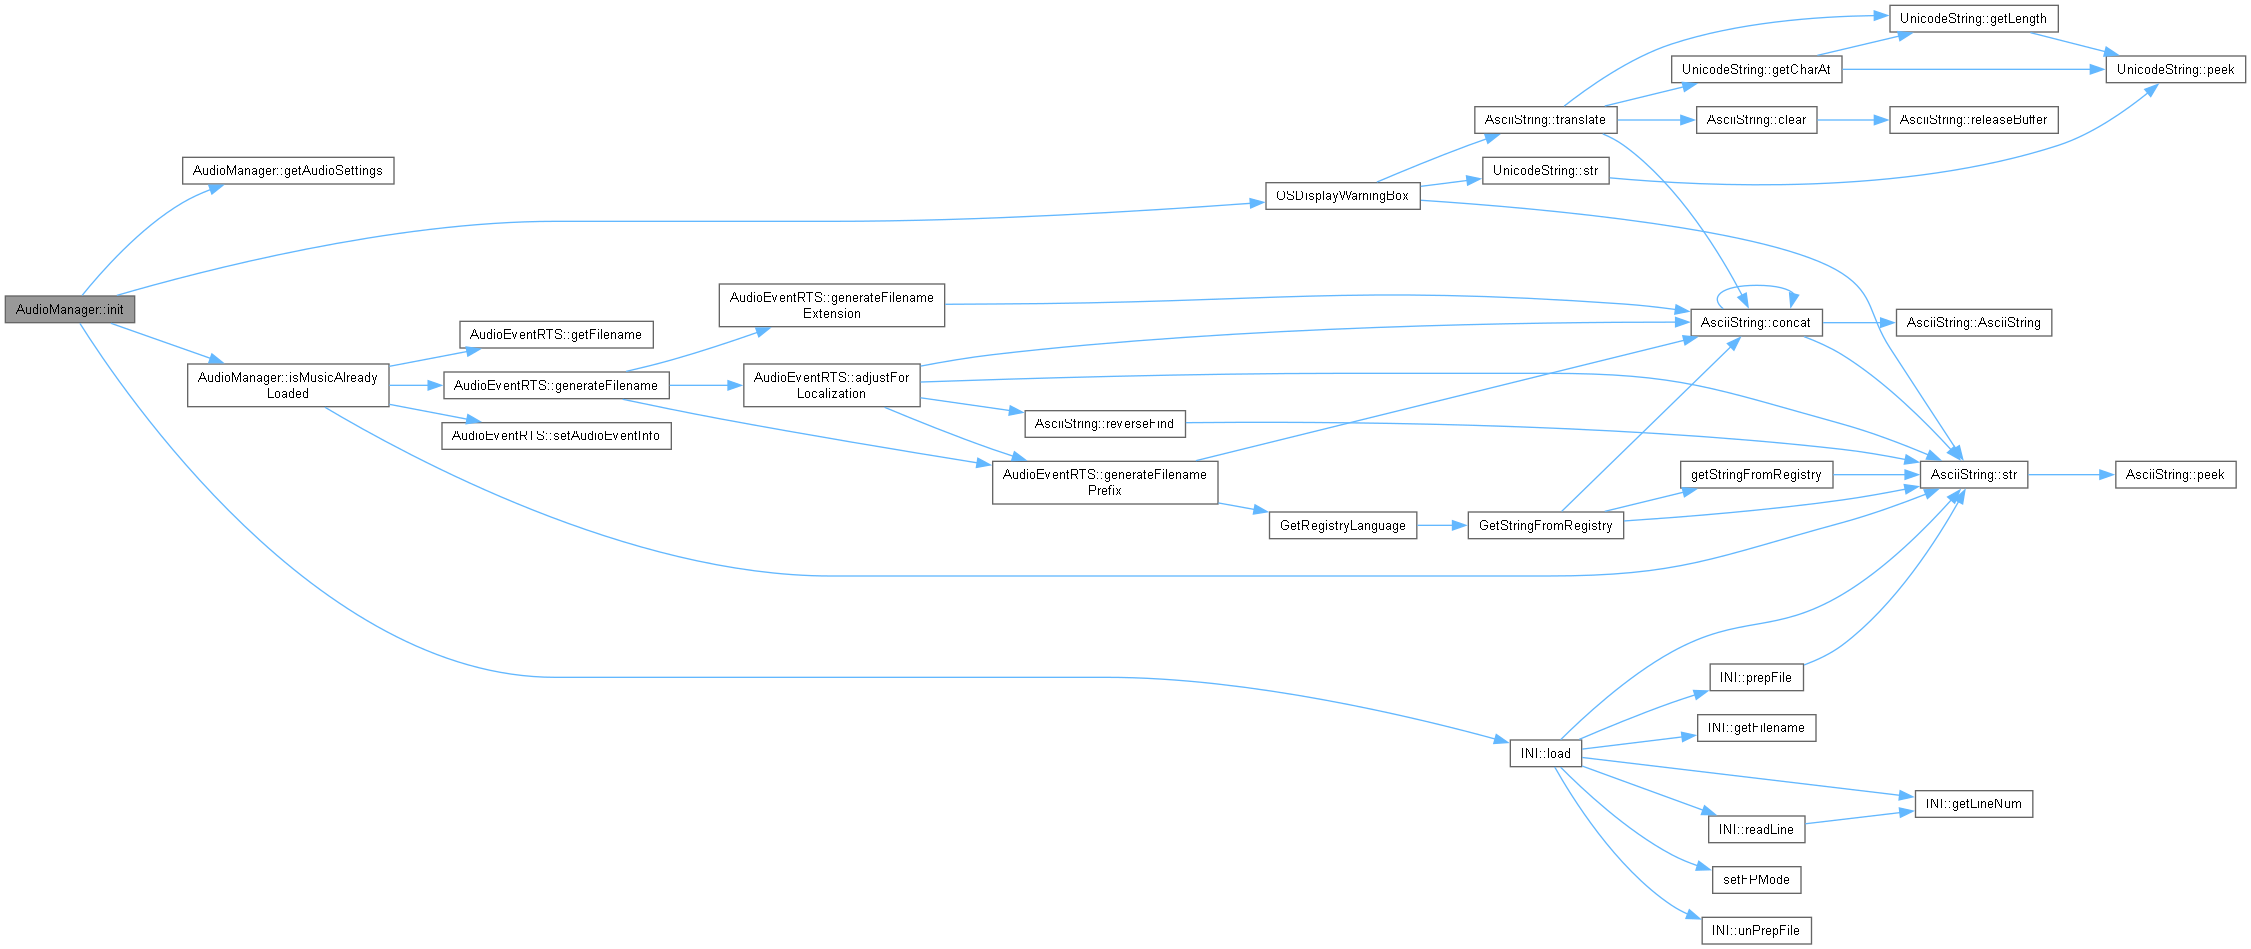 UnicodeString::getLength
UnicodeString::getCharAt
UnicodeString::peek
AsciiString::translate
AsciiString::clear
AsciiString::releaseBuffer
AudioManager::getAudioSettings
UnicodeString::str
OSDisplayWarningBox
AudioManager::init
AudioEventRTS::generateFilename
Extension
AsciiString::concat
AsciiString::AsciiString
AudioEventRTS::getFilename
AudioManager::isMusicAlready
Loaded
AudioEventRTS::generateFilename
AudioEventRTS::adjustFor
Localization
AsciiString::reverseFind
AudioEventRTS::setAudioEventInfo
AudioEventRTS::generateFilename
Prefix
getStringFromRegistry
AsciiString::str
AsciiString::peek
GetRegistryLanguage
GetStringFromRegistry
INI::prepFile
INI::getFilename
INI::load
INI::getLineNum
INI::readLine
setFPMode
INI::unPrepFile